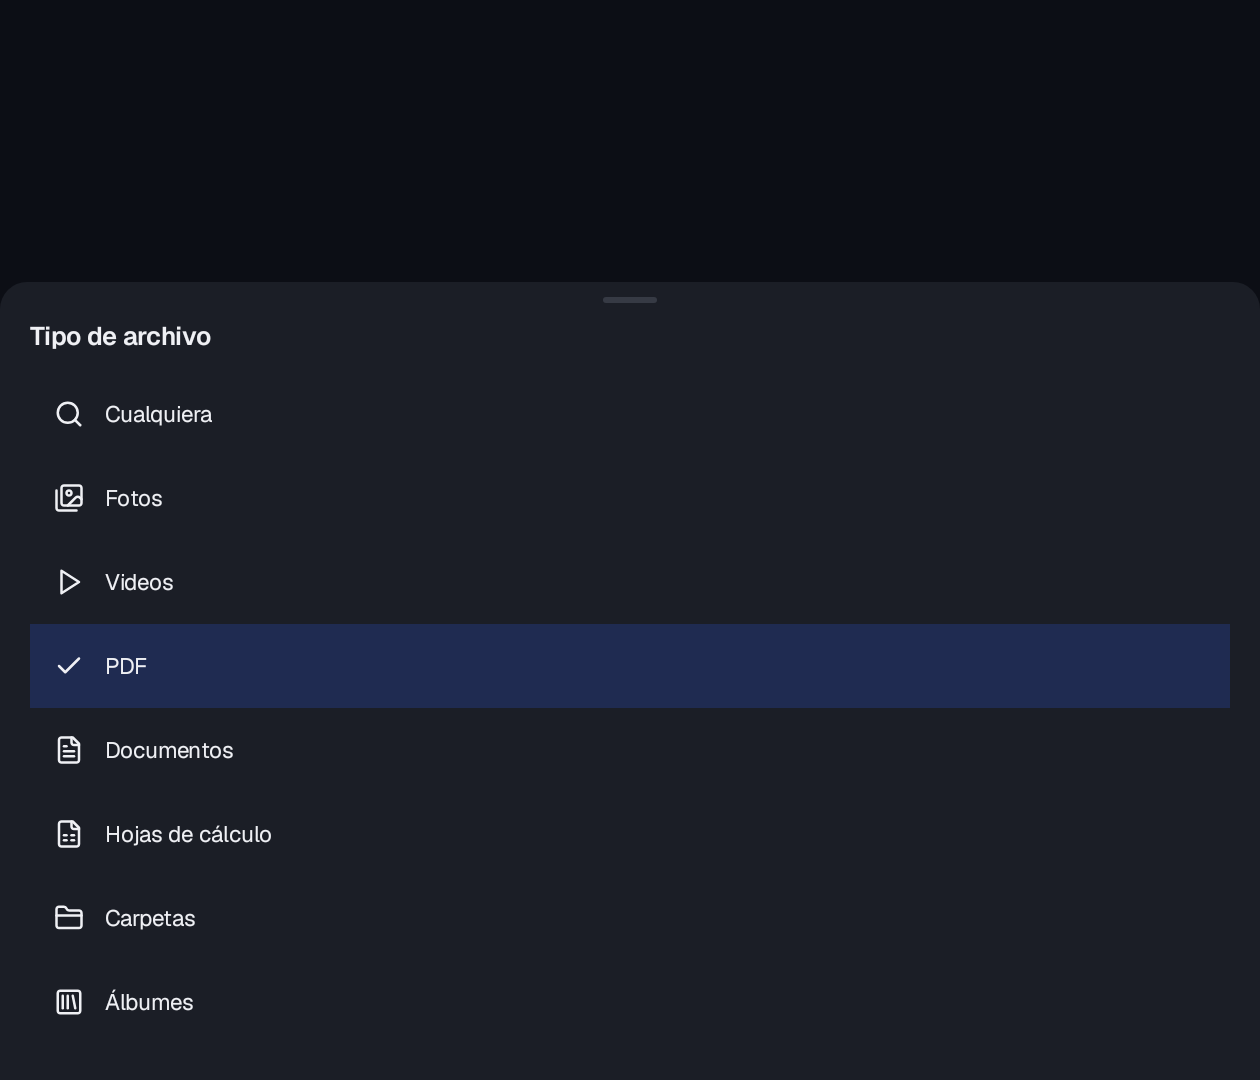 Tipo de archivo
Cualquiera
Fotos
Videos
PDF
Documentos
Hojas de cálculo
Carpetas
Álbumes